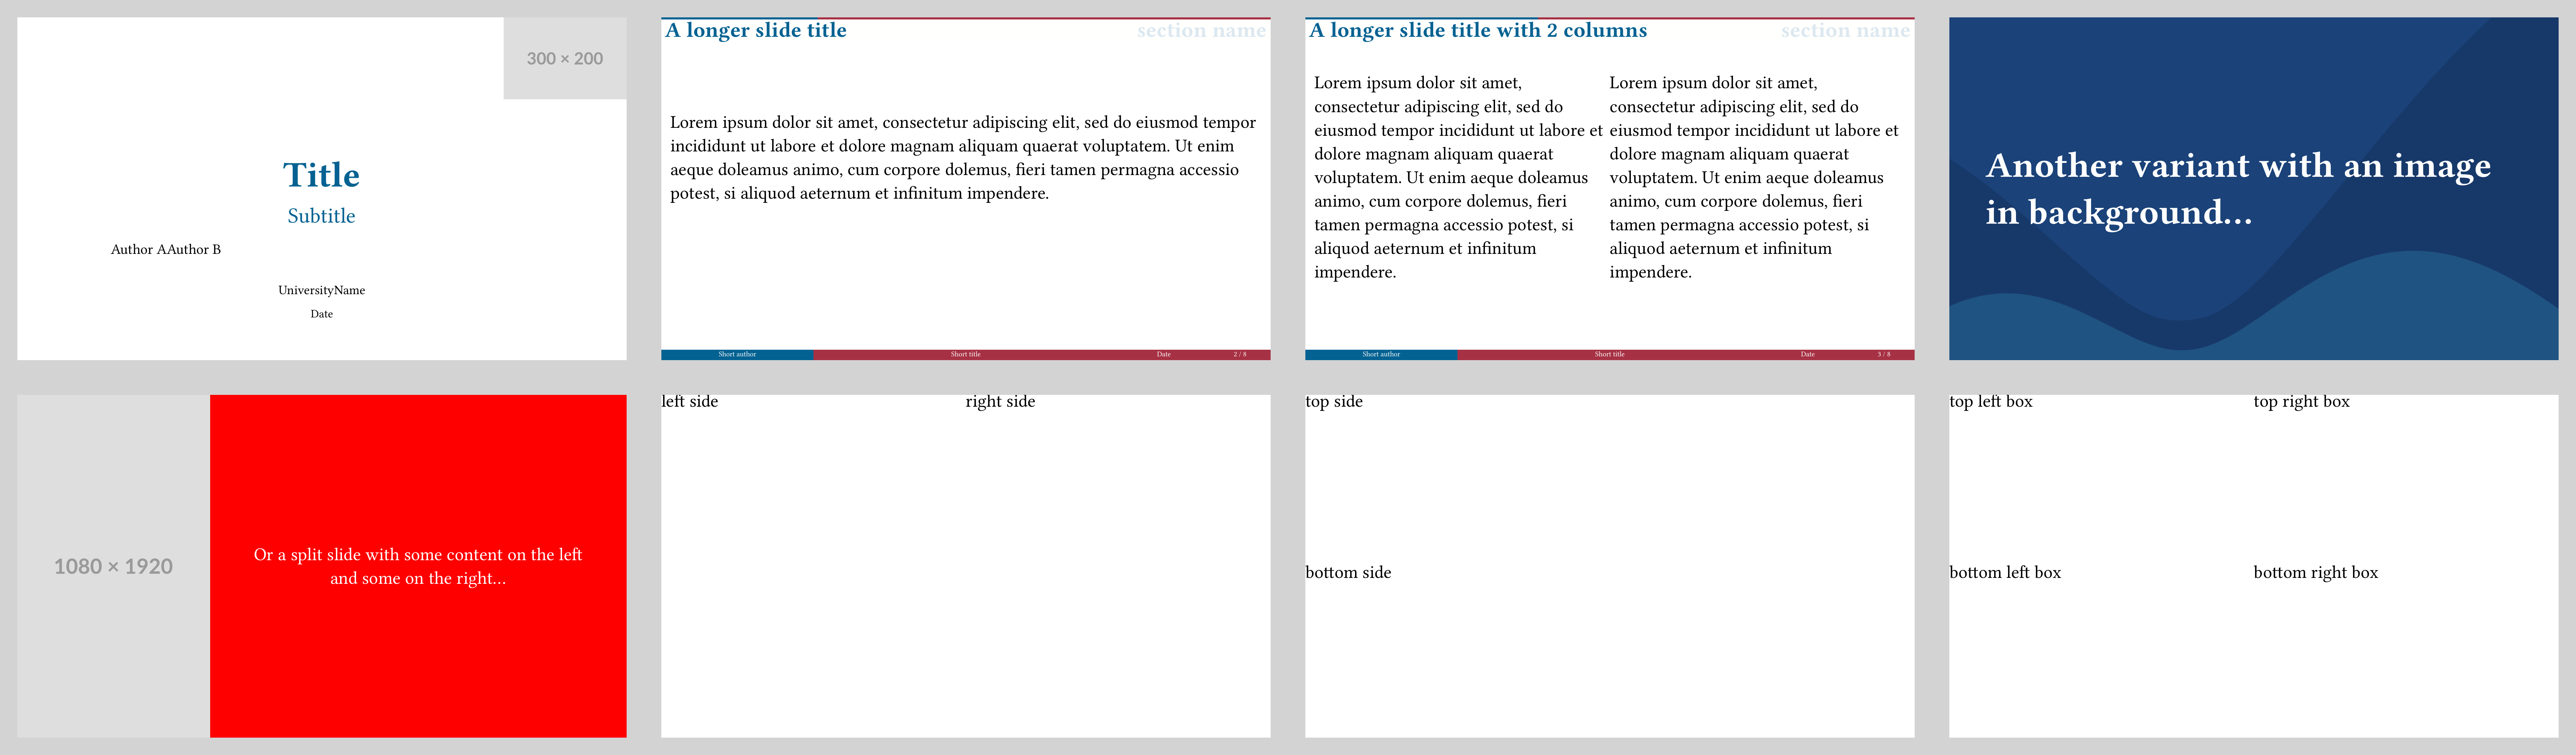 300 × 200
Title
Subtitle
Author AAuthor B
UniversityName
Date
A longer slide title
section name
Lorem ipsum dolor sit amet, consectetur adipiscing elit, sed do eiusmod tempor
incididunt ut labore et dolore magnam aliquam quaerat voluptatem. Ut enim
aeque doleamus animo, cum corpore dolemus, fieri tamen permagna accessio
potest, si aliquod aeternum et infinitum impendere.
Short author
Short title
Date
2 / 8
A longer slide title with 2 columns
section name
Lorem ipsum dolor sit amet,
consectetur adipiscing elit, sed do
eiusmod tempor incididunt ut labore et
dolore magnam aliquam quaerat
voluptatem. Ut enim aeque doleamus
animo, cum corpore dolemus, fieri
tamen permagna accessio potest, si
aliquod aeternum et infinitum
impendere.
Lorem ipsum dolor sit amet,
consectetur adipiscing elit, sed do
eiusmod tempor incididunt ut labore et
dolore magnam aliquam quaerat
voluptatem. Ut enim aeque doleamus
animo, cum corpore dolemus, fieri
tamen permagna accessio potest, si
aliquod aeternum et infinitum
impendere.
Short author
Short title
Date
3 / 8
Another variant with an image
in background…
1080 × 1920
Or a split slide with some content on the left
and some on the right…
left side
right side
top side
bottom side
top left box
top right box
bottom left box
bottom right box